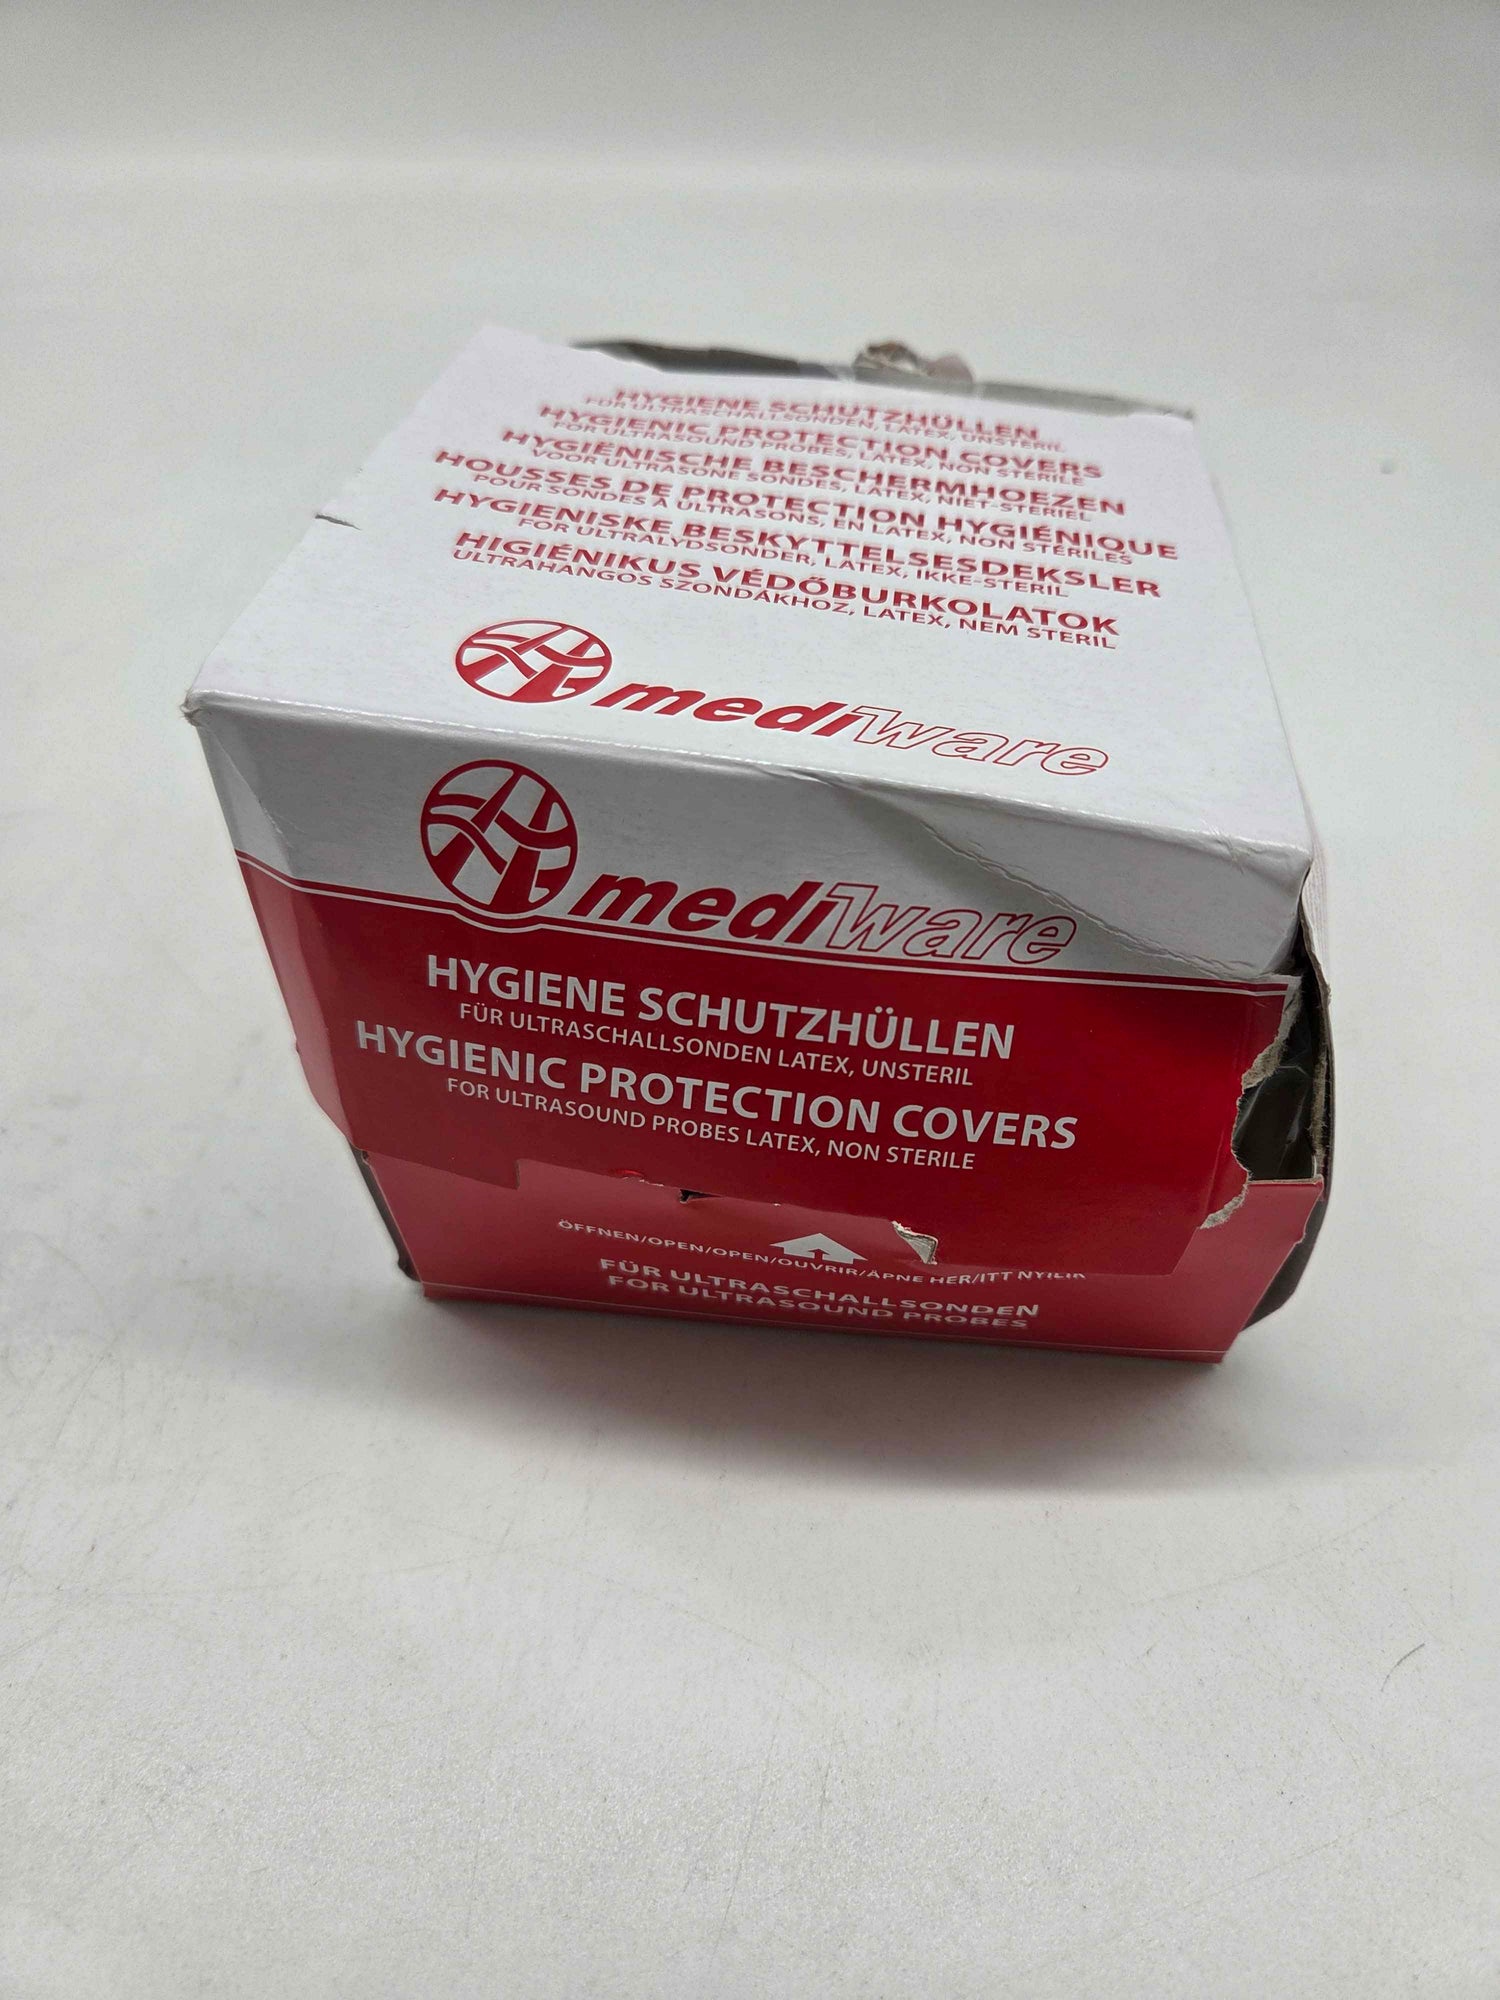 HYGIENE SCHUTZHÜLLEN
FÜR ULTRASCHALLSONDEN, LATEX, UNSTERIL
HYGIENIC PROTECTION COVERS
FOR ULTRASOUND PROBES, LATEX, NON STERILE
HYGIËNISCHE BESCHERMHOEZEN
VOOR ULTRASONE SONDES, LATEX, NIET-STERIEL
HOUSSES DE PROTECTION HYGIÉNIQUE
POUR SONDES À ULTRASONS, EN LATEX, NON STÉRILES
HYGIENISKE BESKYTTELSESDEKSLER
FOR ULTRALYDSONDER, LATEX, IKKE-STERIL
HIGIÉNIKUS VÉDŐBURKOLATOK
ULTRAHANGOS SZONDÁKHOZ, LATEX, NEM STERIL
mediware
mediware
HYGIENE SCHUTZHÜLLEN
FÜR ULTRASCHALLSONDEN LATEX, UNSTERIL
HYGIENIC PROTECTION COVERS
FOR ULTRASOUND PROBES LATEX, NON STERILE
ÖFFNEN/OPEN/OPEN/OUVRIR/ÅPNE HER/ITT NYÍLIK
FÜR ULTRASCHALLSONDEN
FOR ULTRASOUND PROBES